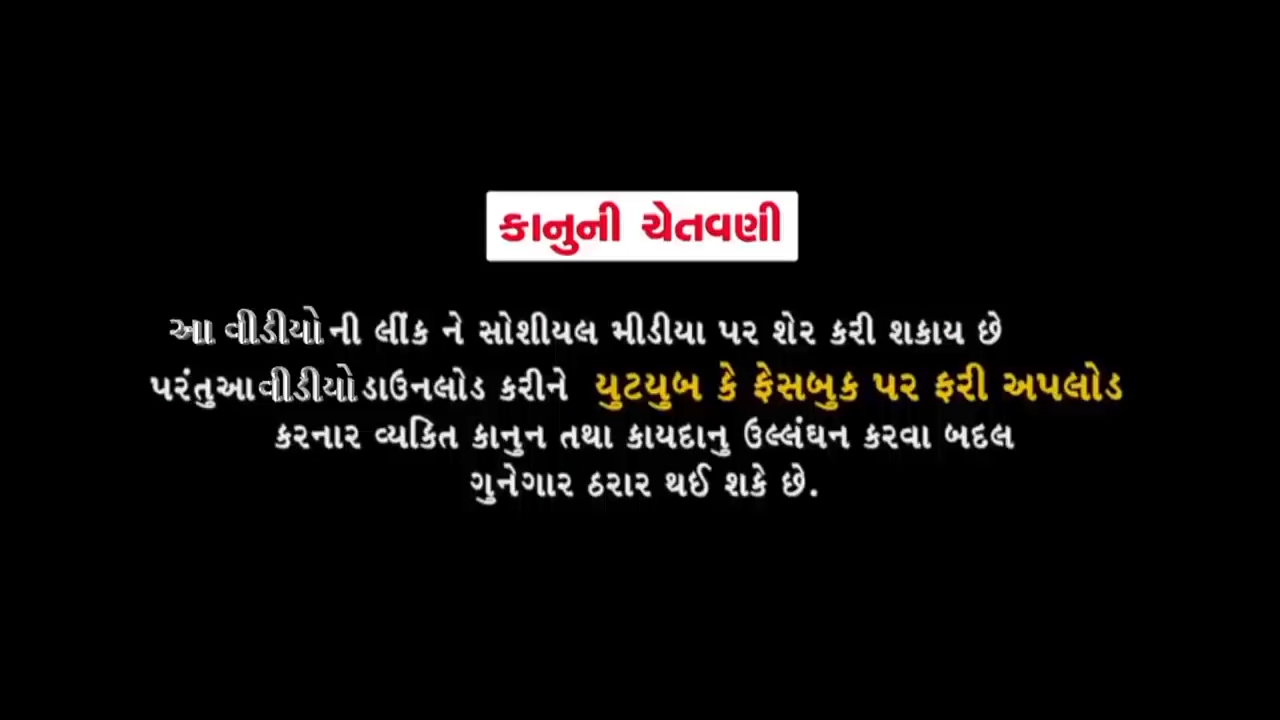 કાનુની ચેતવણી
આ વીડીયો ની લીંક ને સોશીયલ મીડીયા પર શેર કરી શકાય છે
પરંતુઆ વીડીયો ડાઉનલોડ કરીને યુટયુબ કે ફેસબુક પર ફરી અપલોડ
કરનાર વ્યકિત કાનુન તથા કાયદાનુ ઉલ્લંઘન કરવા બદલ
ગુનેગાર ઠરાર થઈ શકે છે.